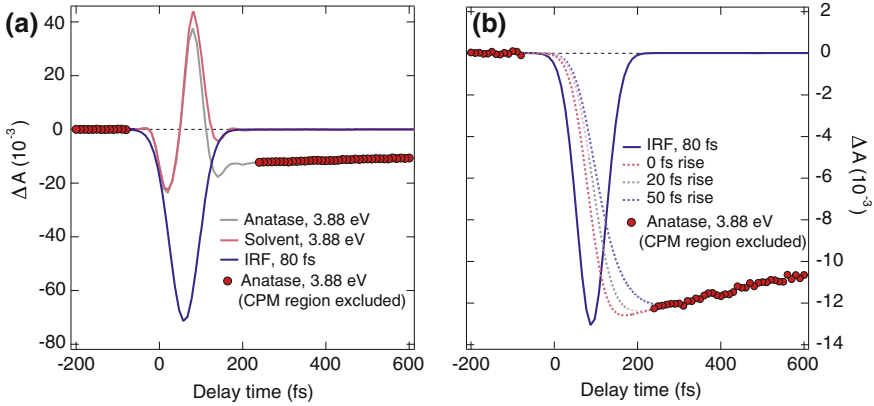 (a)
40
20
0
-20
-40
-60
-80
Δ A (10⁻³)
Anatase, 3.88 eV
Solvent, 3.88 eV
IRF, 80 fs
Anatase, 3.88 eV
(CPM region excluded)
-200 0 200 400 600
Delay time (fs)
(b)
2
0
-2
-4
-6
-8
-10
-12
-14
Δ A (10⁻³)
IRF, 80 fs
0 fs rise
20 fs rise
50 fs rise
Anatase, 3.88 eV
(CPM region excluded)
-200 0 200 400 600
Delay time (fs)